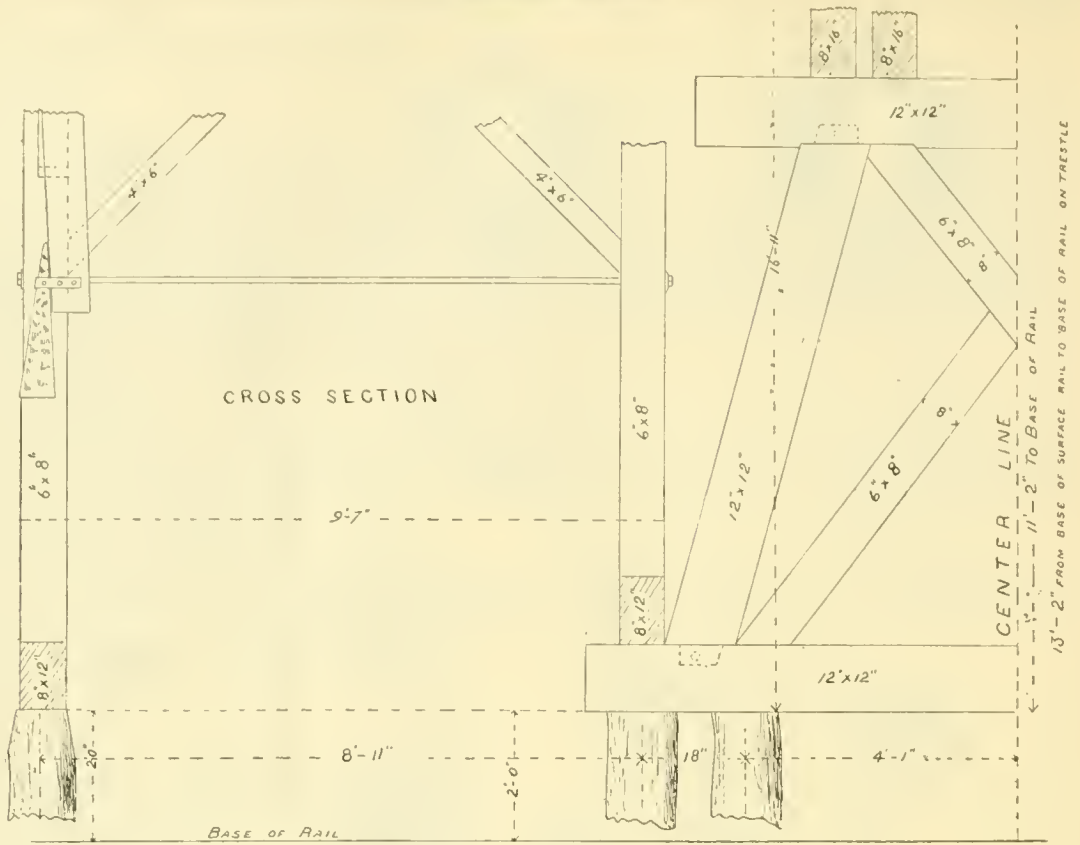 8"x16"
8"x16"
12"x12"
4"x6"
4"x6"
6"x8"
8"
16'-11"
CROSS SECTION
6"x8"
6"x8"
12"x12"
6"x8"
8"
9'-7"
8"x12"
8"x12"
12"x12"
CENTER LINE
11'-2" TO BASE OF RAIL
13'-2" FROM BASE OF SURFACE RAIL TO BASE OF RAIL ON TRESTLE
2'-0"
8'-11"
2'-0"
18"
4'-1"
BASE OF RAIL